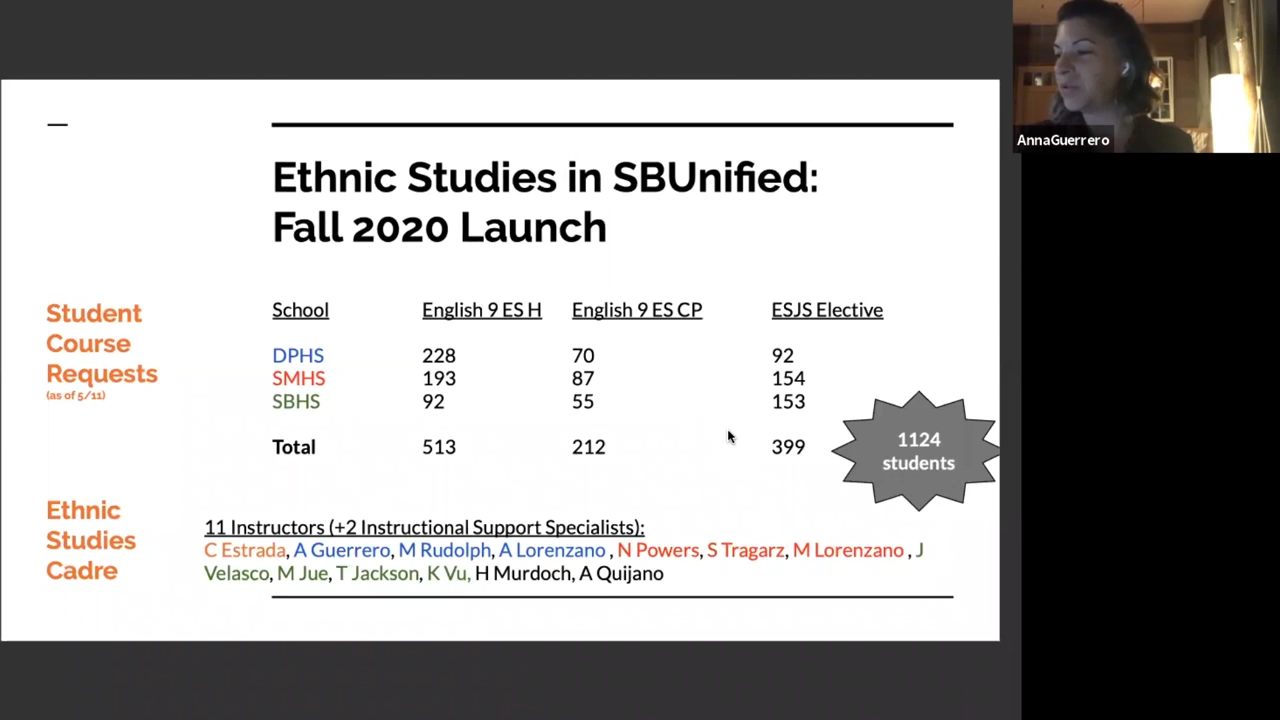 AnnaGuerrero
Ethnic Studies in SBUnified:
Fall 2020 Launch
Student
Course
Requests
(as of 5/11)
School English 9 ES H English 9 ES CP ESJS Elective
DPHS 228 70 92
SMHS 193 87 154
SBHS 92 55 153
Total 513 212 399
1124
students
Ethnic
Studies
Cadre
11 Instructors (+2 Instructional Support Specialists):
C Estrada, A Guerrero, M Rudolph, A Lorenzano , N Powers, S Tragarz, M Lorenzano , J
Velasco, M Jue, T Jackson, K Vu, H Murdoch, A Quijano